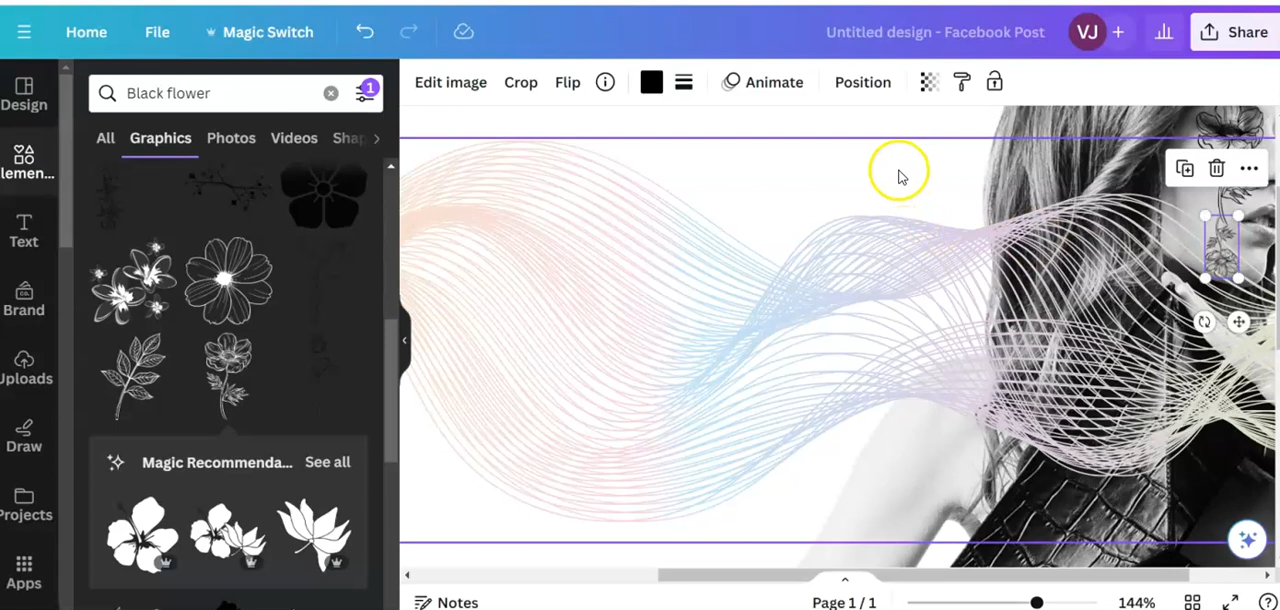 Home File Magic Switch Untitled design - Facebook Post VJ + Share
Design
Elemen...
Text
Brand
Uploads
Draw
Projects
Apps
Black flower 1
All Graphics Photos Videos Shap
Magic Recommenda... See all
Edit image Crop Flip Animate Position
Notes Page 1 / 1 144%